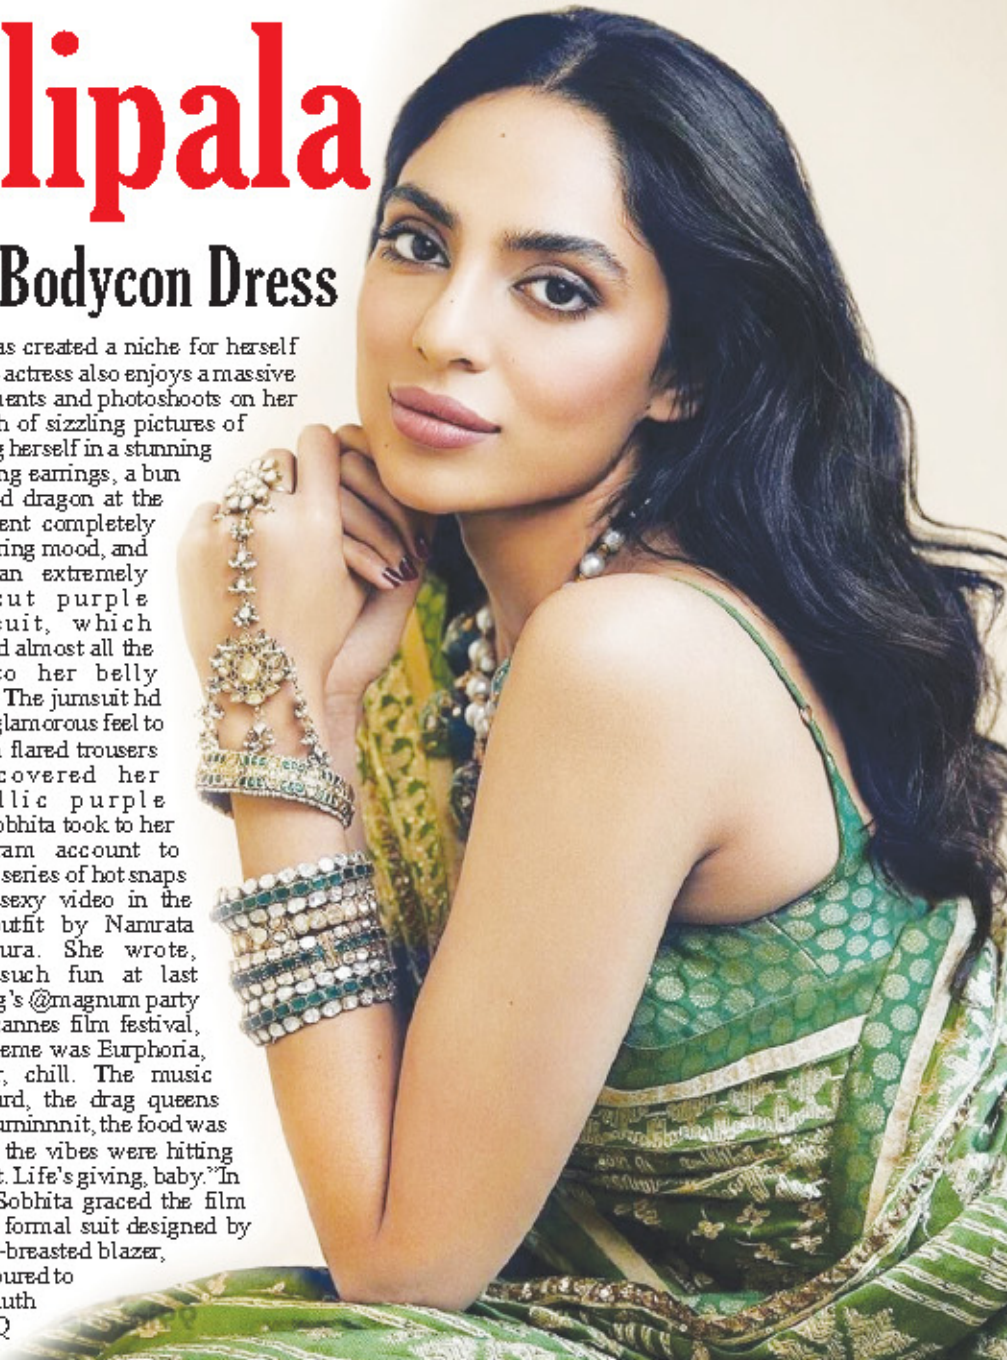 lipala
Bodycon Dress
as created a niche for herself
actress also enjoys a massive
ents and photoshoots on her
h of sizzling pictures of
g herself in a stunning
ng earrings, a bun
d dragon at the
ent completely
ring mood, and
an extremely
cut purple
suit, which
d almost all the
to her belly
The jumsuit hd
glamorous feel to
flared trousers
covered her
llic purple
obhita took to her
ram account to
series of hot snaps
sexy video in the
utfit by Namrata
ura. She wrote,
such fun at last
g's @magnum party
cannes film festival,
eme was Eurphoria,
r, chill. The music
ard, the drag queens
uminnnit, the food was
the vibes were hitting
t. Life's giving, baby."In
Sobhita graced the film
formal suit designed by
-breasted blazer,
oured to
uth
Q